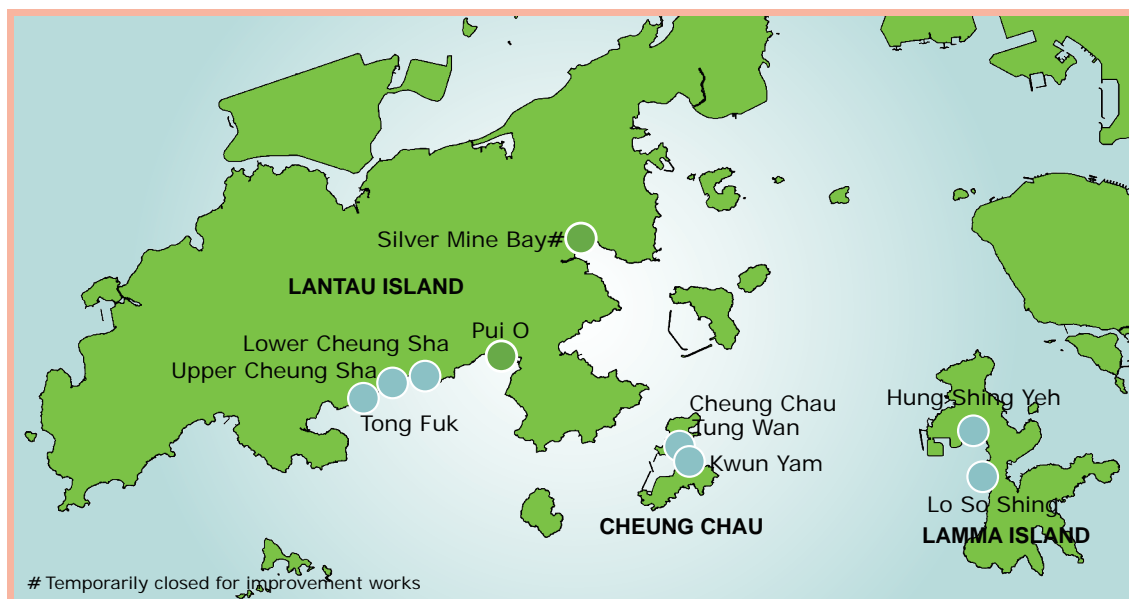 Silver Mine Bay#
LANTAU ISLAND
Pui O
Lower Cheung Sha
Upper Cheung Sha
Tong Fuk
Cheung Chau
Tung Wan
Kwun Yam
CHEUNG CHAU
Hung Shing Yeh
Lo So Shing
LAMMA ISLAND
# Temporarily closed for improvement works